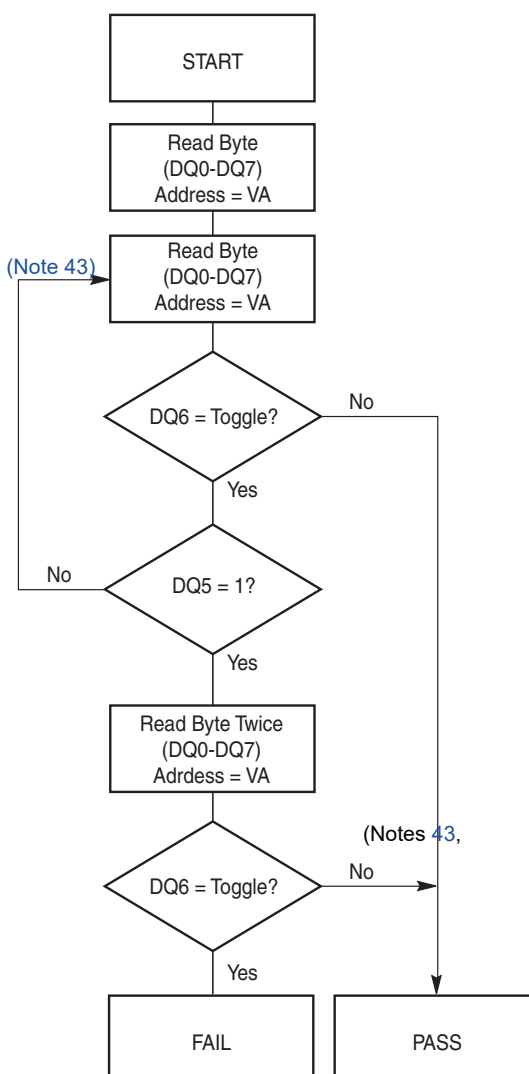 START
Read Byte
(DQ0-DQ7)
Address = VA
(Note 43)
Read Byte
(DQ0-DQ7)
Address = VA
DQ6 = Toggle?
No
Yes
No
DQ5 = 1?
Yes
Read Byte Twice
(DQ0-DQ7)
Adrdess = VA
(Notes 43,
DQ6 = Toggle?
No
Yes
FAIL
PASS